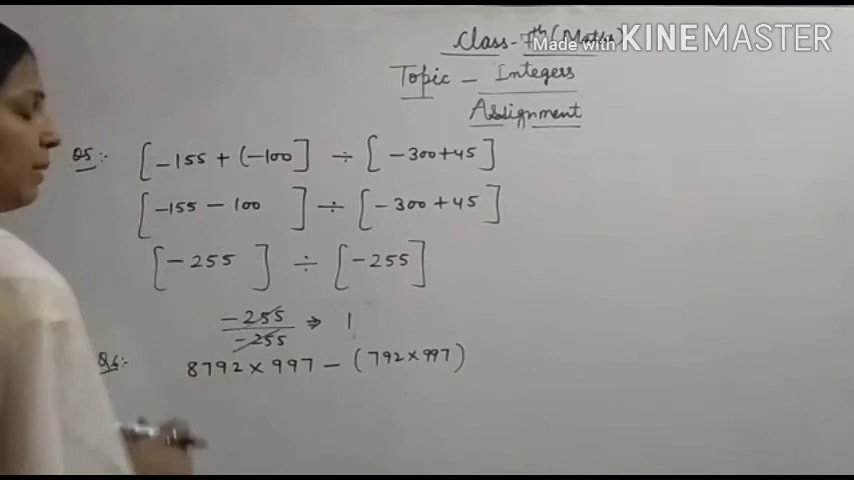 Class-7th (Maths)
Made with KINEMASTER
Topic - Integers
Assignment
Q5:- [-155 + (-100] ÷ [-300+45]
[-155 - 100 ] ÷ [-300+45]
[-255 ] ÷ [-255]
-255
-255 ⇒ 1
Q6:- 8792 × 997 - (792 × 997)